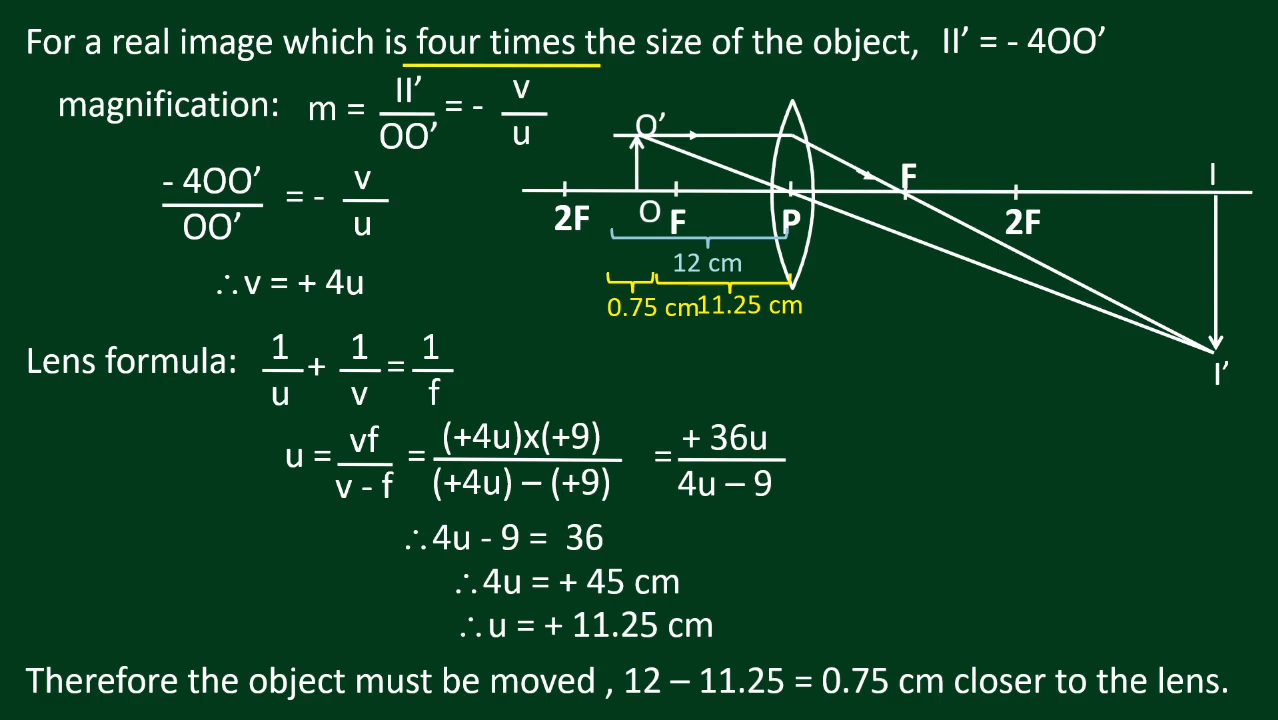 For a real image which is four times the size of the object, II’ = - 4OO’
magnification: m = II’/OO’ = - v/u
- 4OO’/OO’ = - v/u
∴v = + 4u
O’
F
I
2F
O
F
P
2F
12 cm
0.75 cm
11.25 cm
I’
Lens formula: 1/u + 1/v = 1/f
u = vf/(v - f) = (+4u)x(+9)/(+4u) – (+9) = + 36u/4u – 9
∴4u - 9 = 36
∴4u = + 45 cm
∴u = + 11.25 cm
Therefore the object must be moved , 12 – 11.25 = 0.75 cm closer to the lens.